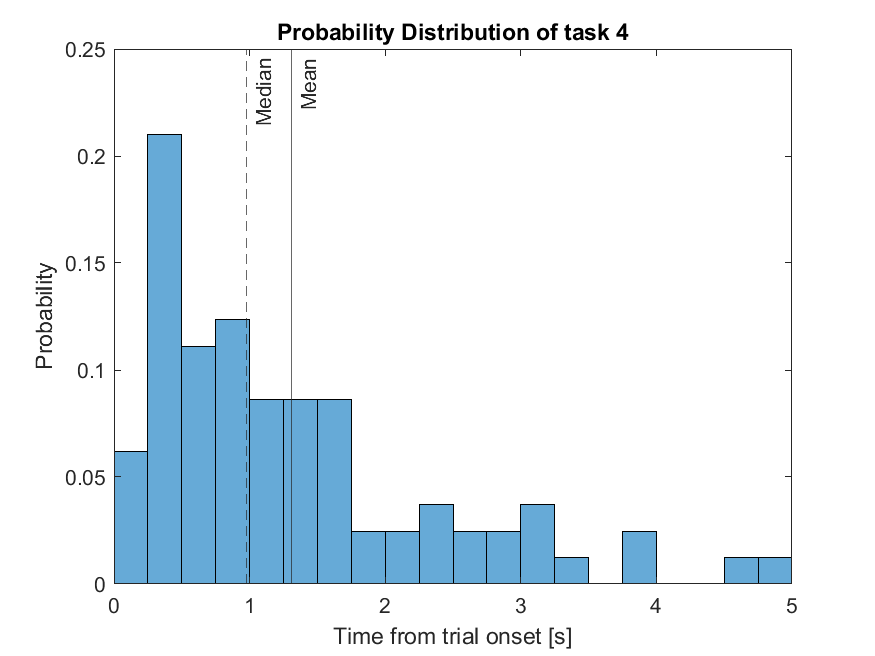 Probability Distribution of task 4
0.25
0.2
0.15
0.1
0.05
0
Probability
Median
Mean
0 1 2 3 4 5
Time from trial onset [s]